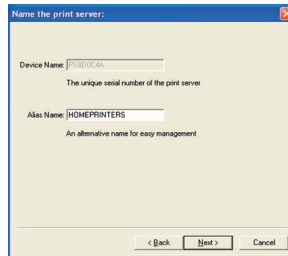 Name the print server:
Device Name: PS8D0C4A
The unique serial number of the print server
Alias Name: HOMEPRINTERS
An alternative name for easy management
< Back Next > Cancel